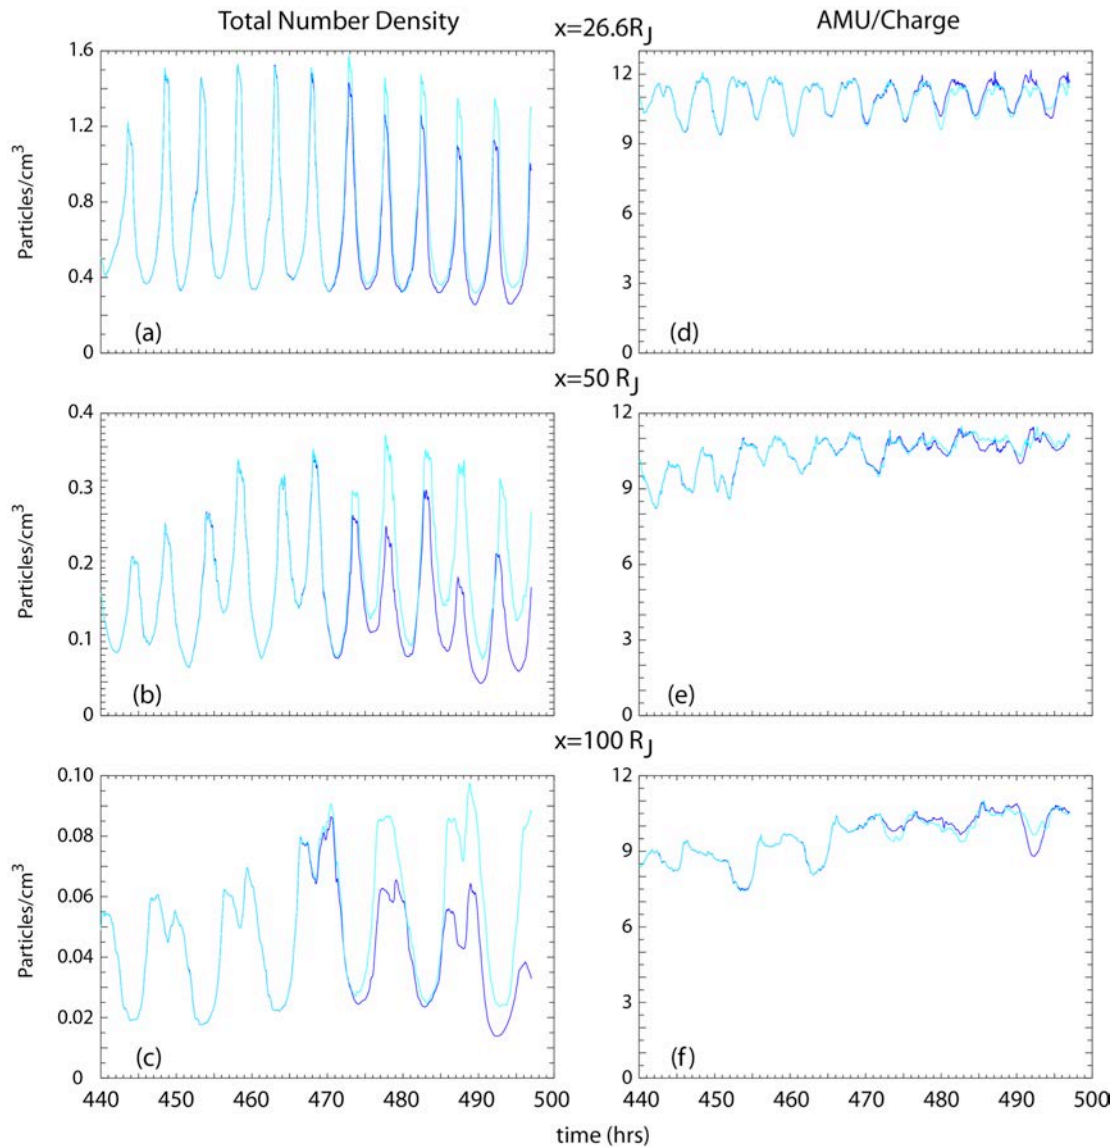 Total Number Density
x=26.6R_J
AMU/Charge
Particles/cm³
1.6
1.2
0.8
0.4
0
(a)
12
9
6
3
0
(d)
x=50 R_J
Particles/cm³
0.4
0.3
0.2
0.1
0
(b)
12
9
6
3
0
(e)
x=100 R_J
Particles/cm³
0.10
0.08
0.06
0.04
0.02
0
(c)
12
9
6
3
0
(f)
440 450 460 470 480 490 500
440 450 460 470 480 490 500
time (hrs)